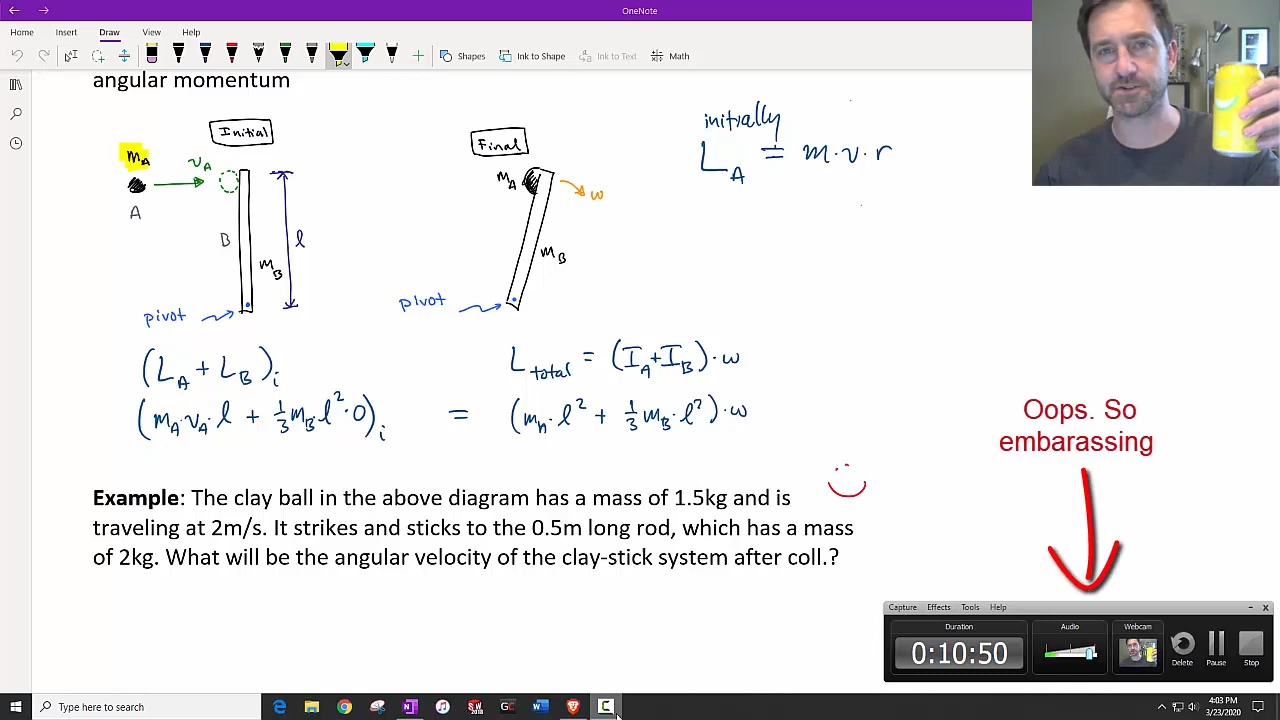 OneNote
Home Insert Draw View Help
Shapes Ink to Shape Ink to Text Math
angular momentum
Initial
m_A
v_A
A
B
l
m_B
pivot
Final
m_A
ω
m_B
pivot
initially
L_A = m·v·r
(L_A + L_B)_i
L_total = (I_A+I_B)·ω
(m_A·v_A·l + 1/3 m_B·l²·0)_i = (m_A·l² + 1/3 m_B·l²)·ω
Example: The clay ball in the above diagram has a mass of 1.5kg and is
traveling at 2m/s. It strikes and sticks to the 0.5m long rod, which has a mass
of 2kg. What will be the angular velocity of the clay-stick system after coll.?
Oops. So
embarassing
Capture Effects Tools Help
Duration Audio Webcam
0:10:50
Delete Pause Stop
Type here to search
SW
2019
GC
4:03 PM
3/23/2020